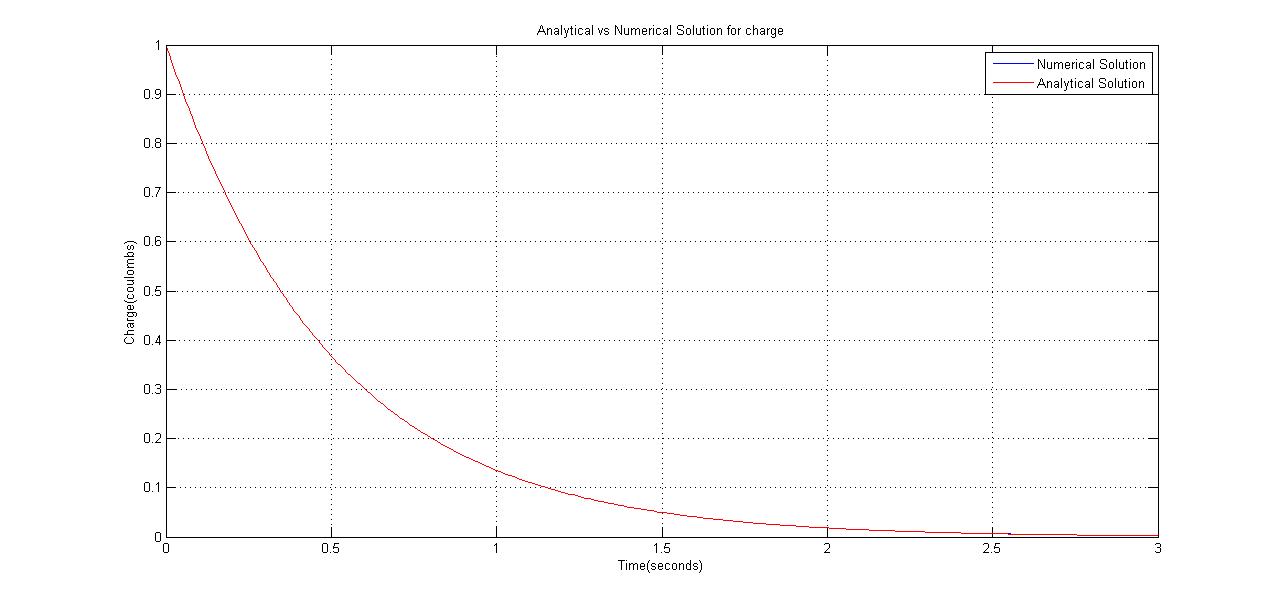 Analytical vs Numerical Solution for charge
Numerical Solution
Analytical Solution
Charge(coulombs)
1
0.9
0.8
0.7
0.6
0.5
0.4
0.3
0.2
0.1
0
0 0.5 1 1.5 2 2.5 3
Time(seconds)